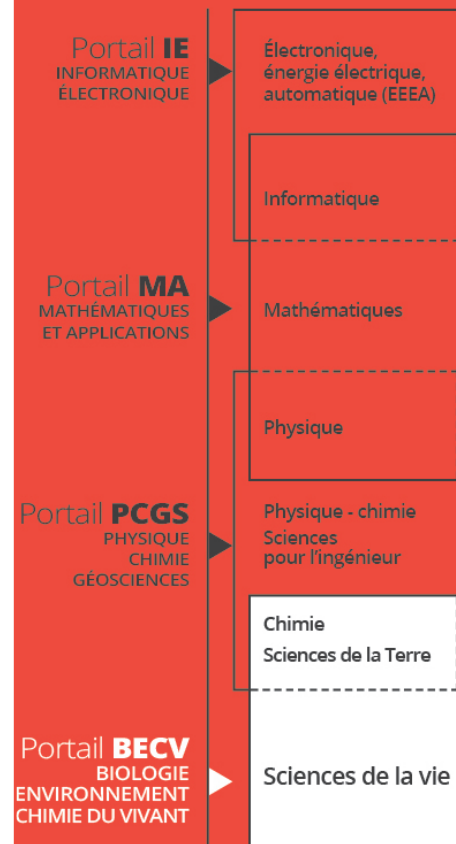 Portail IE
INFORMATIQUE
ÉLECTRONIQUE
Électronique,
énergie électrique,
automatique (EEEA)
Informatique
Portail MA
MATHÉMATIQUES
ET APPLICATIONS
Mathématiques
Physique
Portail PCGS
PHYSIQUE
CHIMIE
GÉOSCIENCES
Physique - chimie
Sciences
pour l'ingénieur
Chimie
Sciences de la Terre
Portail BECV
BIOLOGIE
ENVIRONNEMENT
CHIMIE DU VIVANT
Sciences de la vie